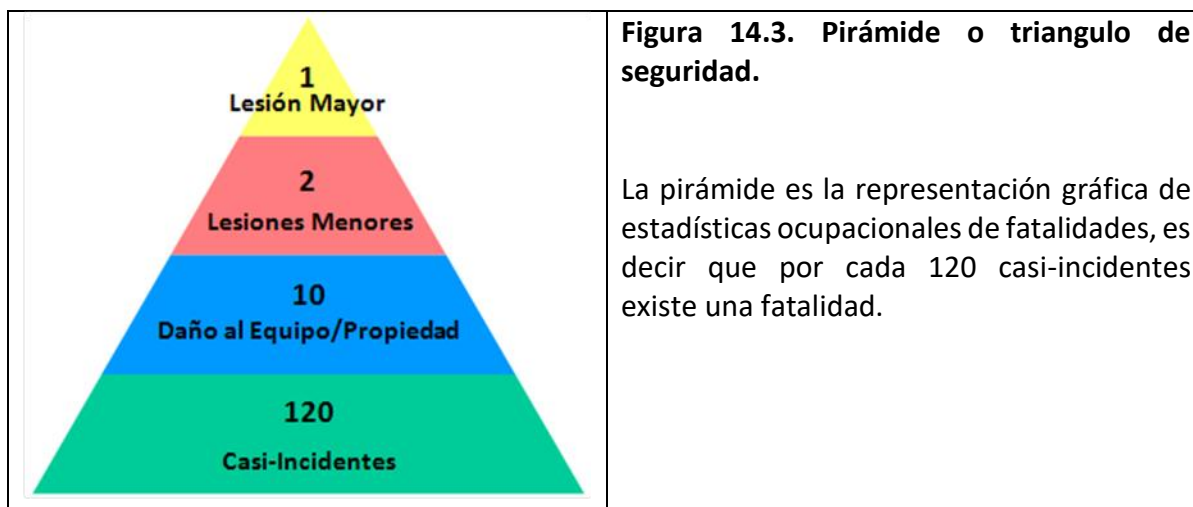 1
Lesión Mayor
2
Lesiones Menores
10
Daño al Equipo/Propiedad
120
Casi-Incidentes
Figura 14.3. Pirámide o triangulo de
seguridad.
La pirámide es la representación gráfica de
estadísticas ocupacionales de fatalidades, es
decir que por cada 120 casi-incidentes
existe una fatalidad.